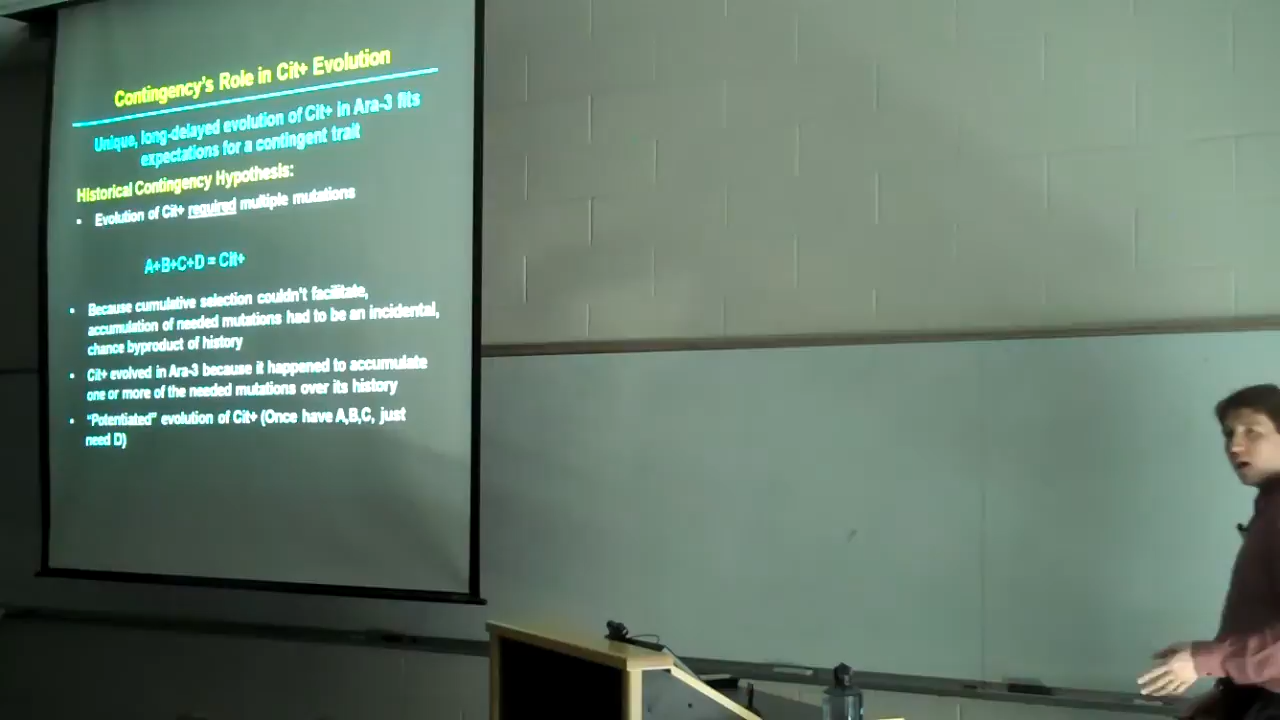 Contingency's Role in Cit+ Evolution
Unique, long-delayed evolution of Cit+ in Ara-3 fits
expectations for a contingent trait
Historical Contingency Hypothesis:
• Evolution of Cit+ required multiple mutations
A+B+C+D = Cit+
• Because cumulative selection couldn't facilitate,
accumulation of needed mutations had to be an incidental,
chance byproduct of history
• Cit+ evolved in Ara-3 because it happened to accumulate
one or more of the needed mutations over its history
• "Potentiated" evolution of Cit+ (Once have A,B,C, just
need D)